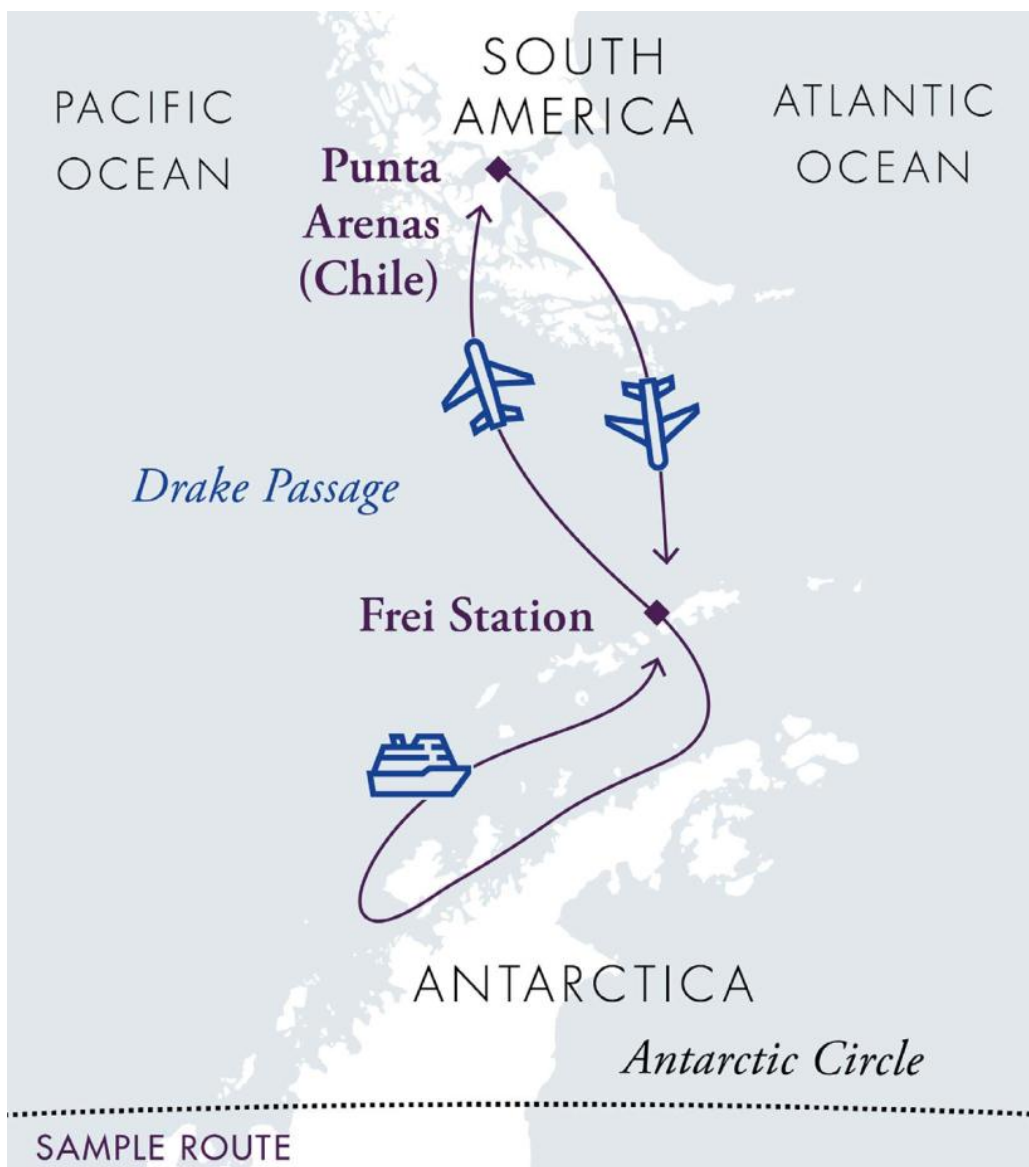 SOUTH
AMERICA
PACIFIC
OCEAN
ATLANTIC
OCEAN
Punta
Arenas
(Chile)
Drake Passage
Frei Station
ANTARCTICA
Antarctic Circle
SAMPLE ROUTE